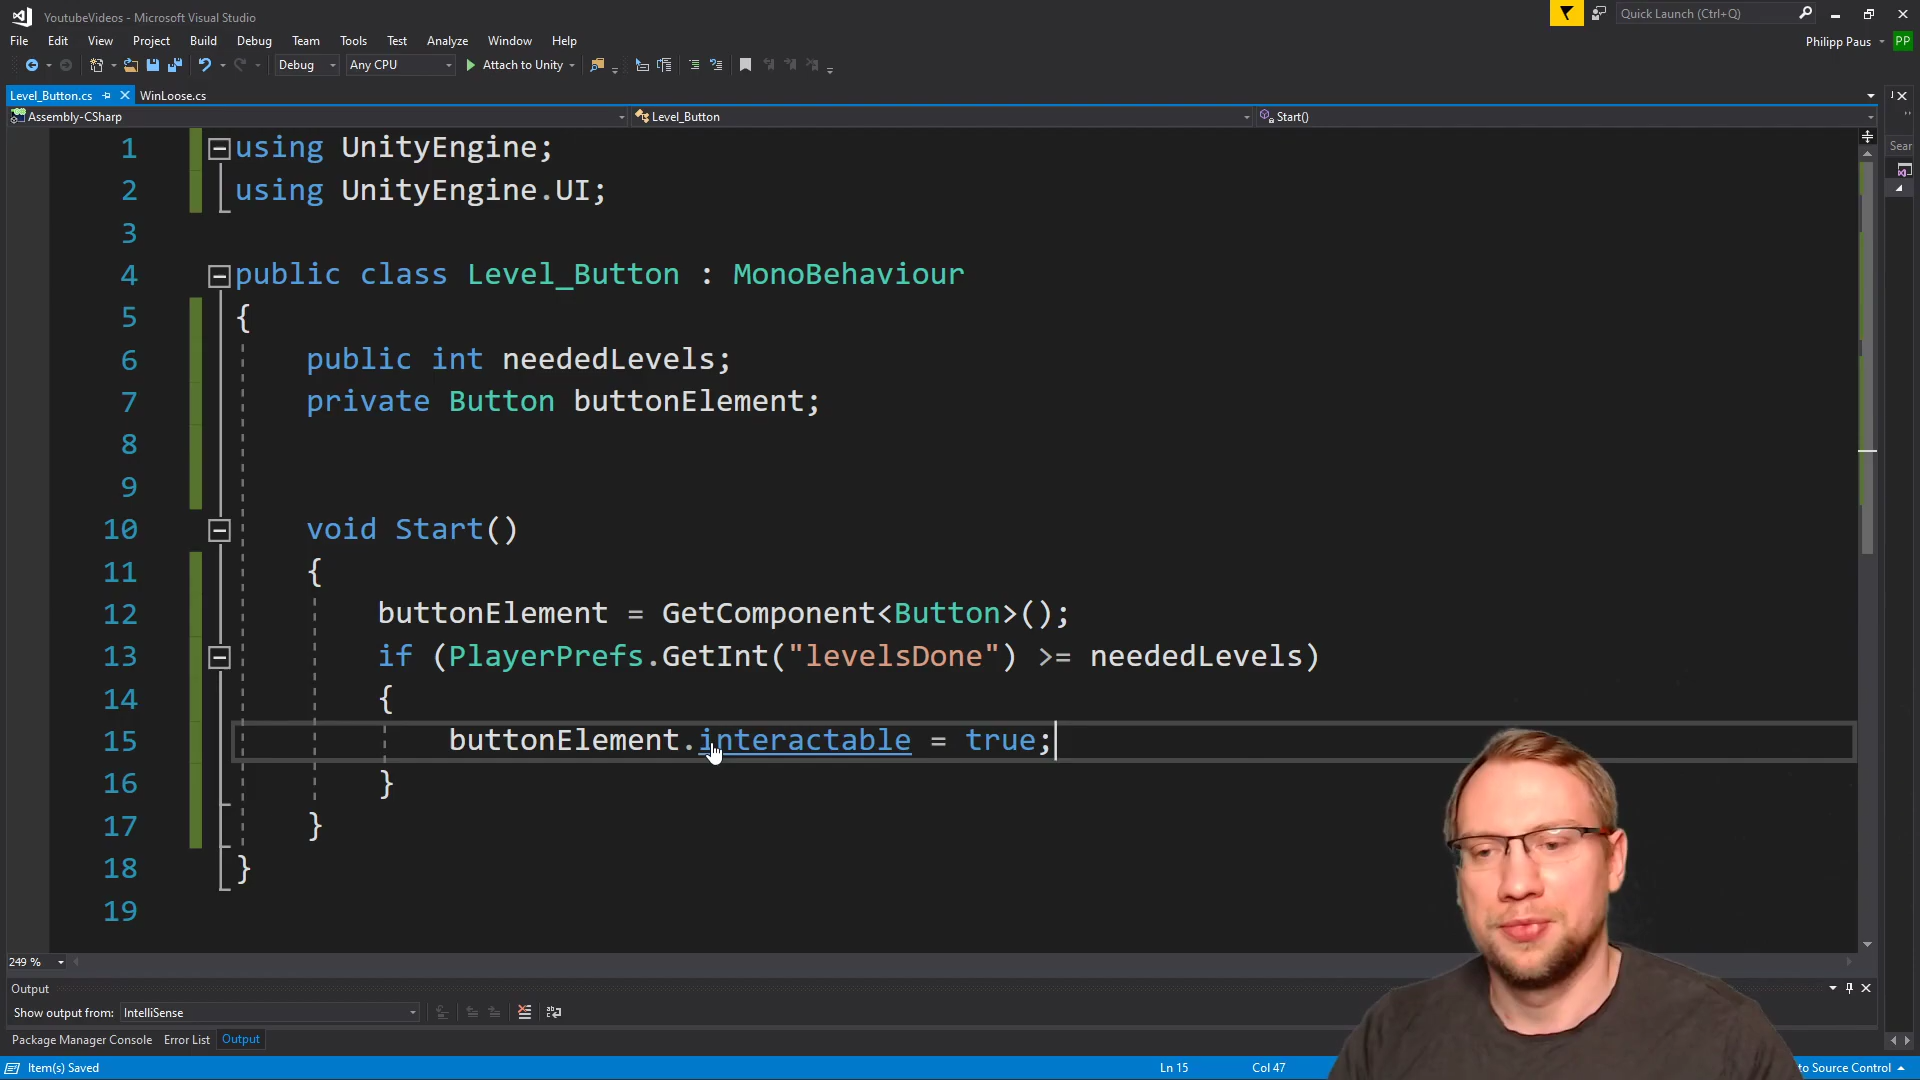 YoutubeVideos - Microsoft Visual Studio
Quick Launch (Ctrl+Q)
File Edit View Project Build Debug Team Tools Test Analyze Window Help
Philipp Paus PP
Debug Any CPU Attach to Unity
Level_Button.cs WinLoose.cs
Assembly-CSharp Level_Button Start()
Sear
1 using UnityEngine;
2 using UnityEngine.UI;
3
4 public class Level_Button : MonoBehaviour
5 {
6 public int neededLevels;
7 private Button buttonElement;
8
9
10 void Start()
11 {
12 buttonElement = GetComponent<Button>();
13 if (PlayerPrefs.GetInt("levelsDone") >= neededLevels)
14 {
15 buttonElement.interactable = true;
16 }
17 }
18 }
19
249 %
Output
Show output from: IntelliSense
Package Manager Console Error List Output
Item(s) Saved Ln 15 Col 47 to Source Control